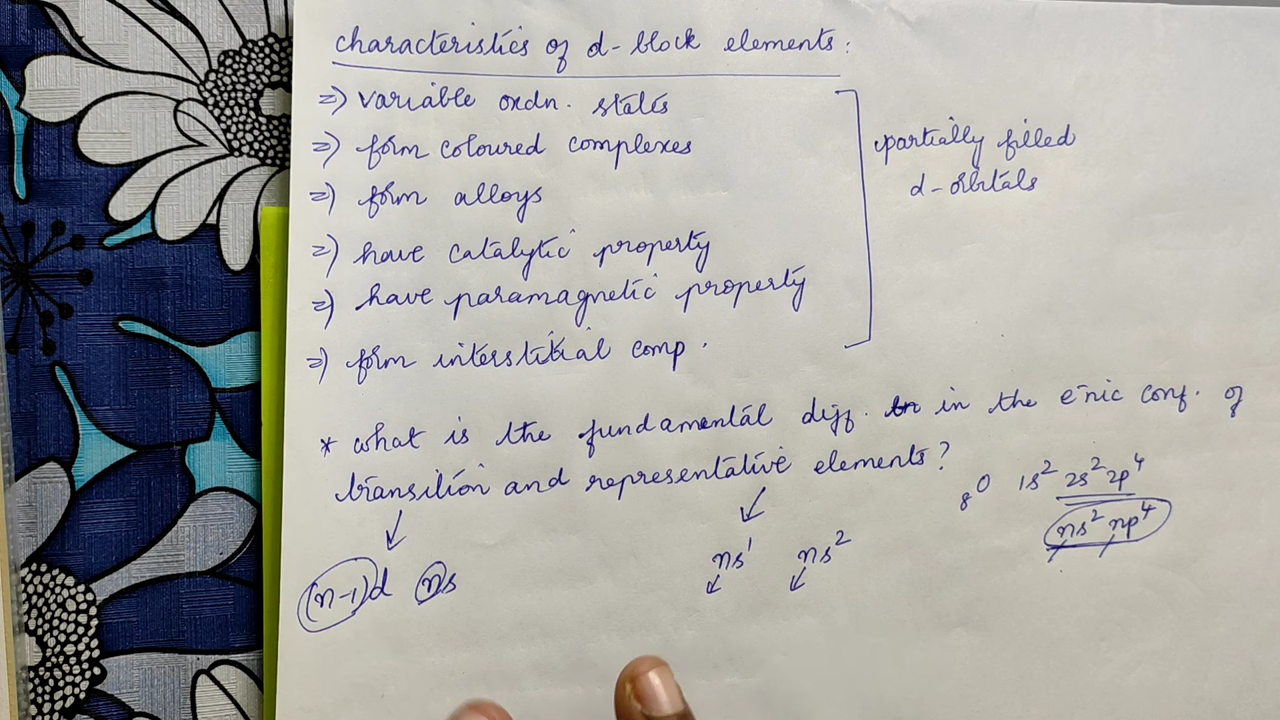 characteristics of d-block elements:
=) variable oxdn. states
=) form coloured complexes
=) form alloys
=) have catalytic property
=) have paramagnetic property
=) form interstitial comp.
partially filled
d-orbitals
* what is the fundamental diff. in the e⁻nic conf. of
transition and representative elements?
(n-1)d ns
ns¹ ns²
₈O 1s² 2s² 2p⁴
ns² np⁴